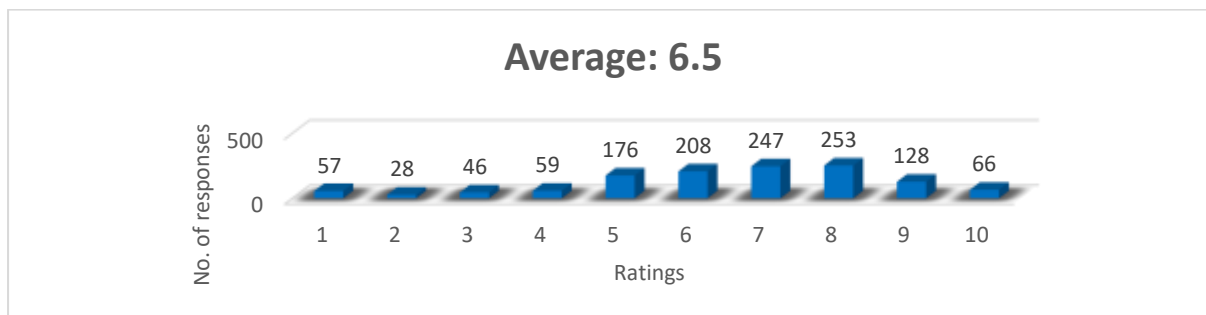 Average: 6.5
No. of responses
500
0
57 28 46 59 176 208 247 253 128 66
1 2 3 4 5 6 7 8 9 10
Ratings